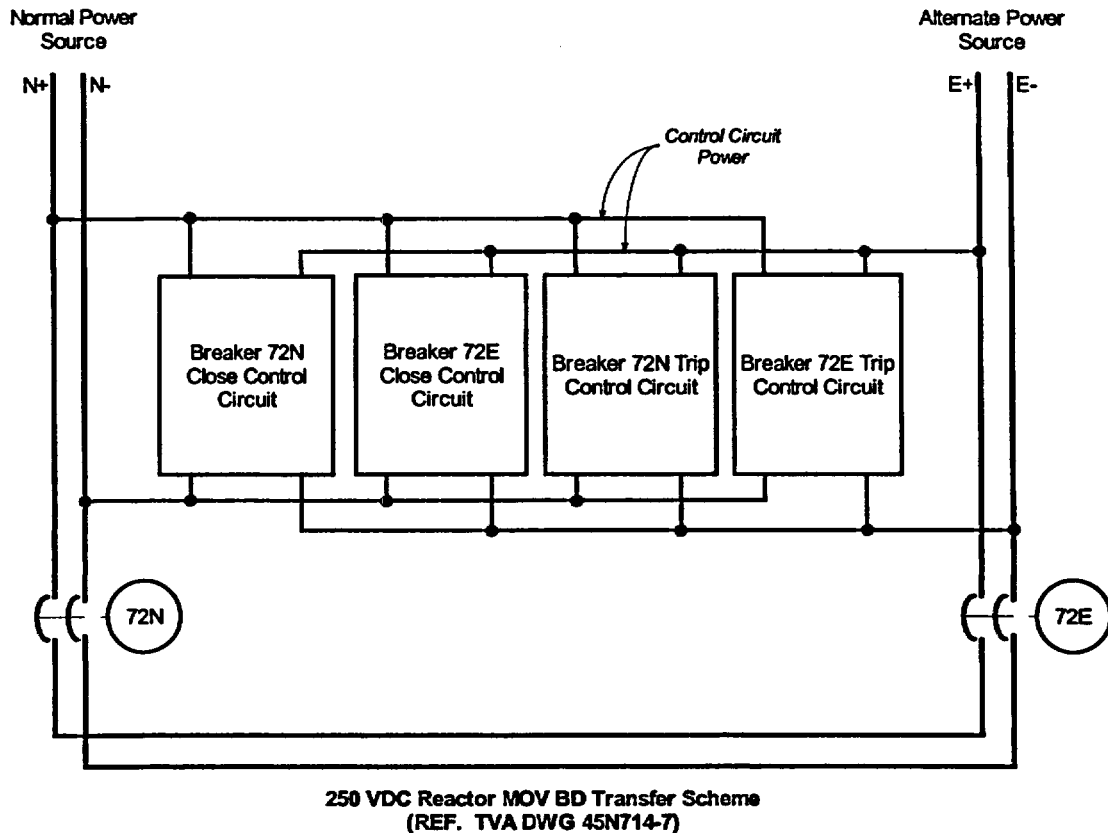 Normal Power
Source
Alternate Power
Source
N+
N-
E+
E-
Control Circuit
Power
Breaker 72N
Close Control
Circuit
Breaker 72E
Close Control
Circuit
Breaker 72N Trip
Control Circuit
Breaker 72E Trip
Control Circuit
72N
72E
250 VDC Reactor MOV BD Transfer Scheme
(REF. TVA DWG 45N714-7)